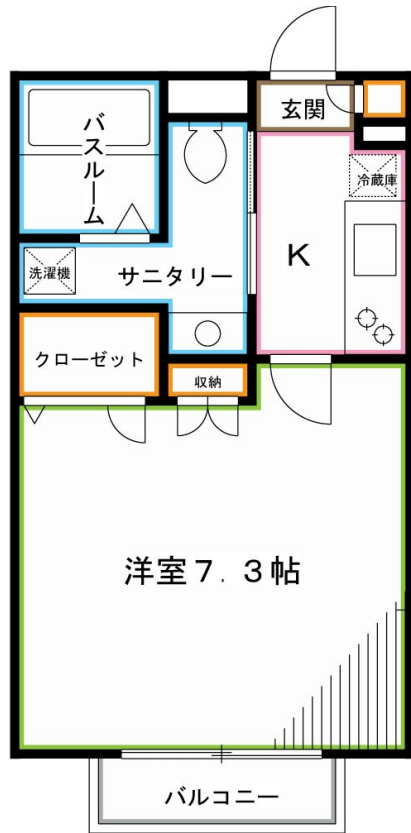 玄関
バスルーム
冷蔵庫
K
洗濯機
サニタリー
クローゼット
収納
洋室7.3帖
バルコニー